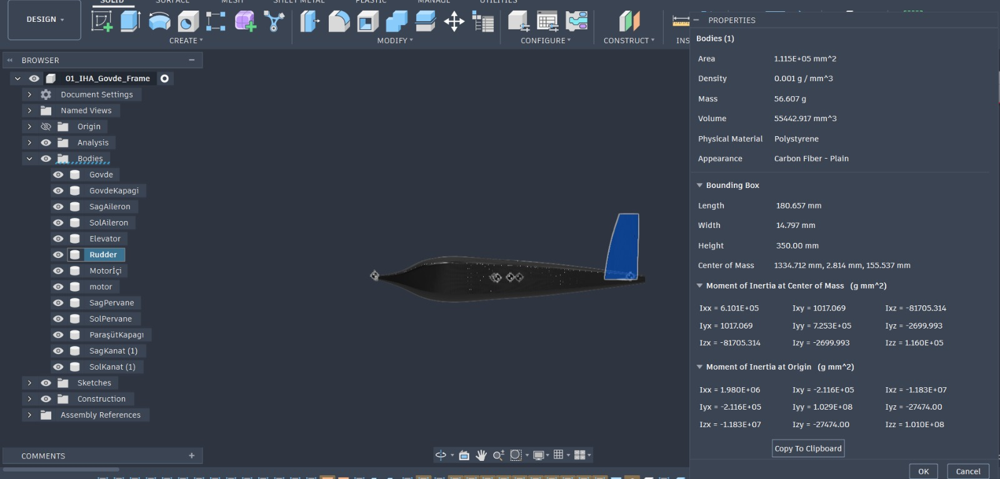 SOLID SURFACE MESH SHEET METAL PLASTIC MANAGE UTILITIES
DESIGN
CREATE
MODIFY
CONFIGURE
CONSTRUCT
INS
BROWSER
01_IHA_Govde_Frame
Document Settings
Named Views
Origin
Analysis
Bodies
Govde
GovdeKapagi
SagAileron
SolAileron
Elevator
Rudder
Motorİçi
motor
SagPervane
SolPervane
ParaşütKapagı
SagKanat (1)
SolKanat (1)
Sketches
Construction
Assembly References
COMMENTS
PROPERTIES
Bodies (1)
Area 1.115E+05 mm^2
Density 0.001 g / mm^3
Mass 56.607 g
Volume 55442.917 mm^3
Physical Material Polystyrene
Appearance Carbon Fiber - Plain
Bounding Box
Length 180.657 mm
Width 14.797 mm
Height 350.00 mm
Center of Mass 1334.712 mm, 2.814 mm, 155.537 mm
Moment of Inertia at Center of Mass (g mm^2)
Ixx = 6.101E+05 Ixy = 1017.069 Ixz = -81705.314
Iyx = 1017.069 Iyy = 7.253E+05 Iyz = -2699.993
Izx = -81705.314 Izy = -2699.993 Izz = 1.160E+05
Moment of Inertia at Origin (g mm^2)
Ixx = 1.980E+06 Ixy = -2.116E+05 Ixz = -1.183E+07
Iyx = -2.116E+05 Iyy = 1.029E+08 Iyz = -27474.00
Izx = -1.183E+07 Izy = -27474.00 Izz = 1.010E+08
Copy To Clipboard
OK Cancel